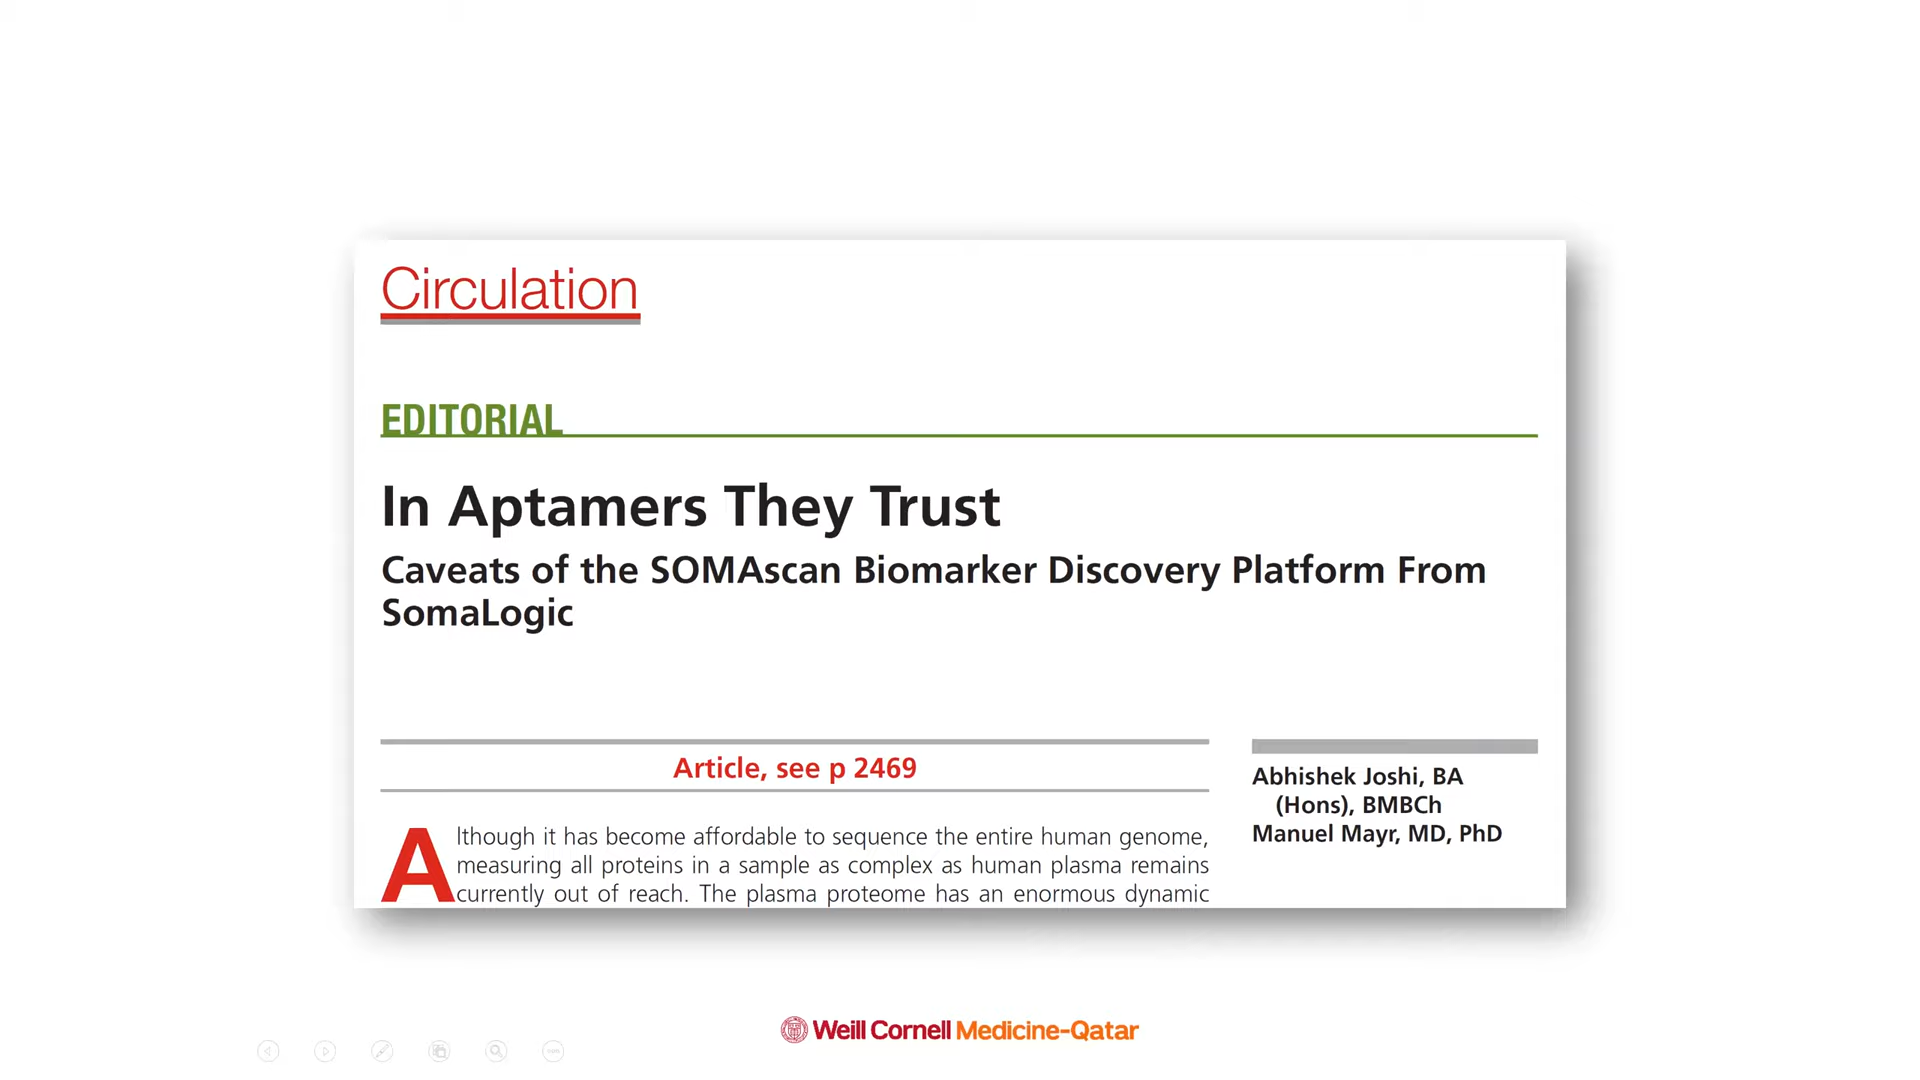 Circulation
EDITORIAL
In Aptamers They Trust
Caveats of the SOMAscan Biomarker Discovery Platform From
SomaLogic
Article, see p 2469
Although it has become affordable to sequence the entire human genome,
measuring all proteins in a sample as complex as human plasma remains
currently out of reach. The plasma proteome has an enormous dynamic
Abhishek Joshi, BA
(Hons), BMBCh
Manuel Mayr, MD, PhD
Weill Cornell Medicine-Qatar